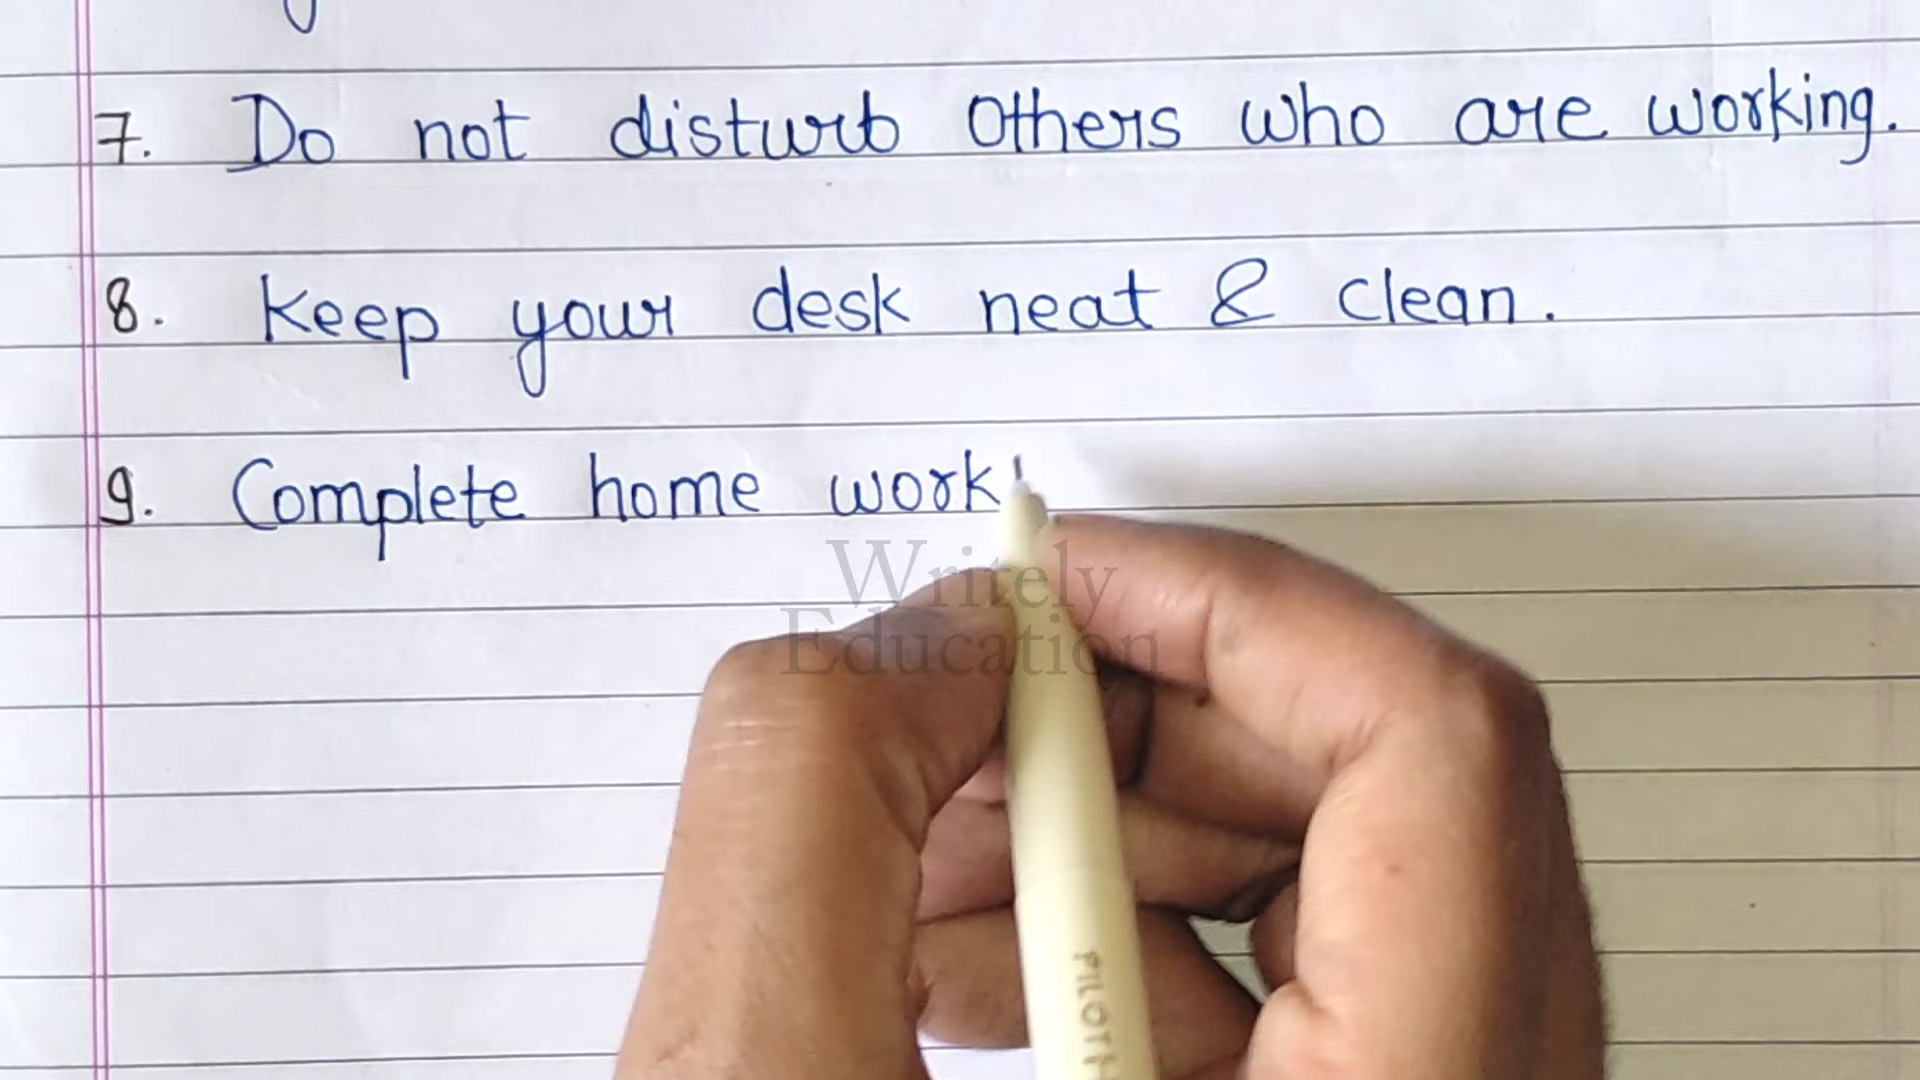 7. Do not disturb Others who are working.
8. Keep your desk neat & clean.
9. Complete home work
Writely
Education
PILOT